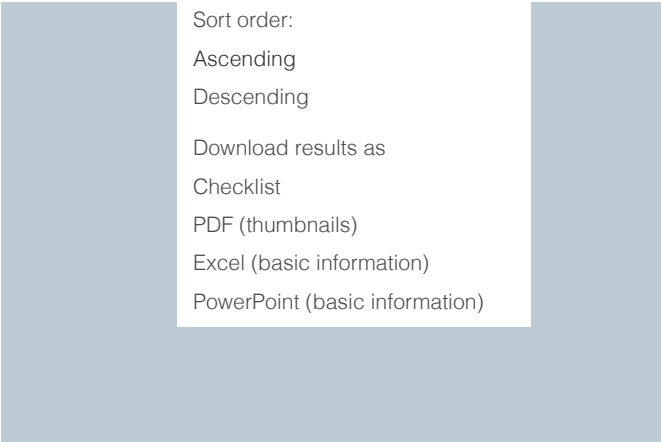 Sort order:
Ascending
Descending
Download results as
Checklist
PDF (thumbnails)
Excel (basic information)
PowerPoint (basic information)